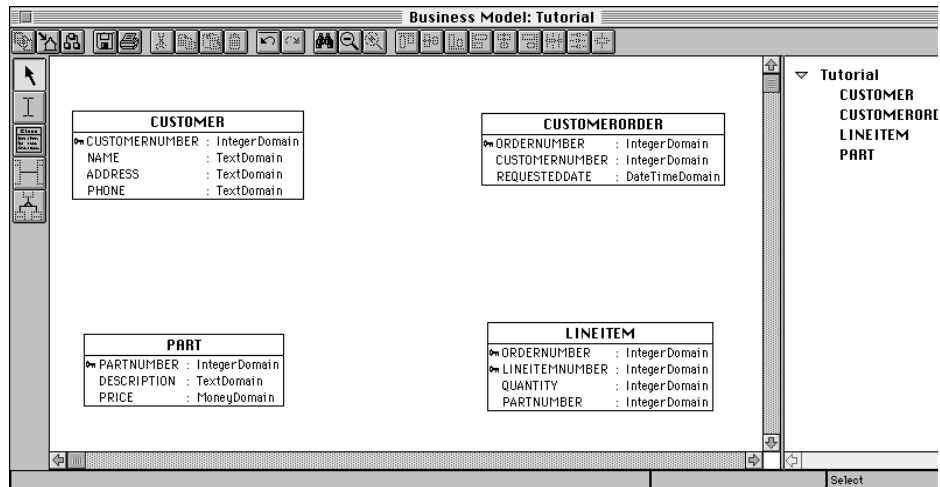 Business Model: Tutorial
CUSTOMER
CUSTOMERNUMBER : IntegerDomain
NAME : TextDomain
ADDRESS : TextDomain
PHONE : TextDomain
CUSTOMERORDER
ORDERNUMBER : IntegerDomain
CUSTOMERNUMBER : IntegerDomain
REQUESTEDDATE : DateTimeDomain
PART
PARTNUMBER : IntegerDomain
DESCRIPTION : TextDomain
PRICE : MoneyDomain
LINEITEM
ORDERNUMBER : IntegerDomain
LINEITEMNUMBER : IntegerDomain
QUANTITY : IntegerDomain
PARTNUMBER : IntegerDomain
Tutorial
CUSTOMER
CUSTOMERORD
LINEITEM
PART
Select